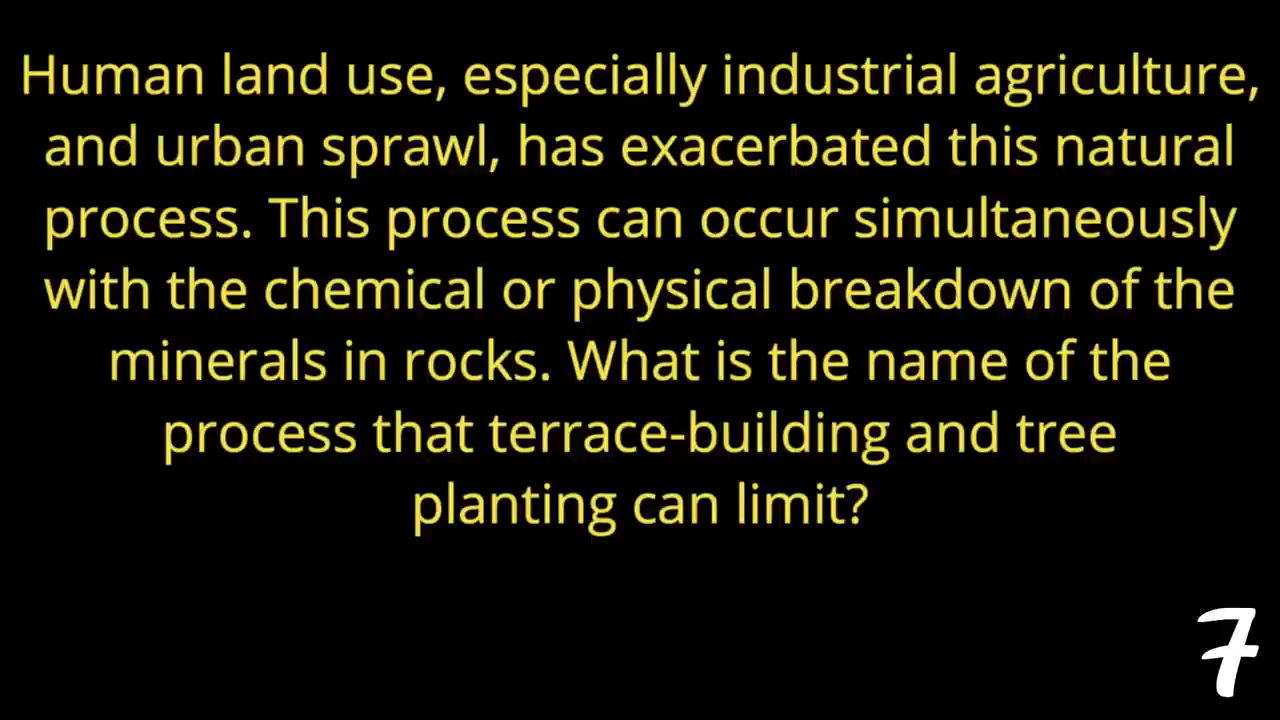 Human land use, especially industrial agriculture,
and urban sprawl, has exacerbated this natural
process. This process can occur simultaneously
with the chemical or physical breakdown of the
minerals in rocks. What is the name of the
process that terrace-building and tree
planting can limit?
7